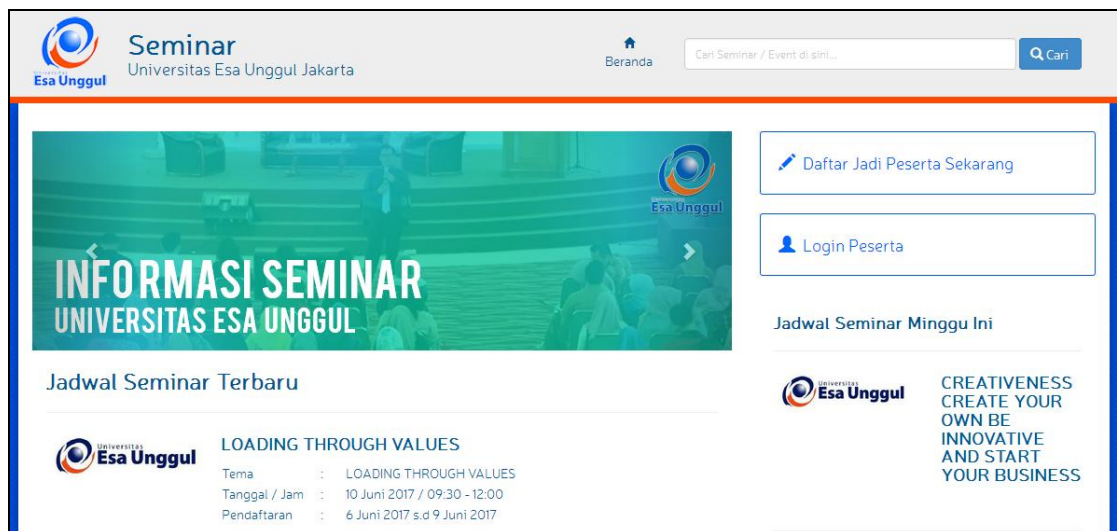 Esa Unggul
Seminar
Universitas Esa Unggul Jakarta
Beranda
Cari Seminar / Event di sini...
Cari
Universitas
Esa Unggul
INFORMASI SEMINAR
UNIVERSITAS ESA UNGGUL
Daftar Jadi Peserta Sekarang
Login Peserta
Jadwal Seminar Minggu Ini
Universitas
Esa Unggul
CREATIVENESS
CREATE YOUR
OWN BE
INNOVATIVE
AND START
YOUR BUSINESS
Jadwal Seminar Terbaru
Universitas
Esa Unggul
LOADING THROUGH VALUES
Tema : LOADING THROUGH VALUES
Tanggal / Jam : 10 Juni 2017 / 09:30 - 12:00
Pendaftaran : 6 Juni 2017 s.d 9 Juni 2017